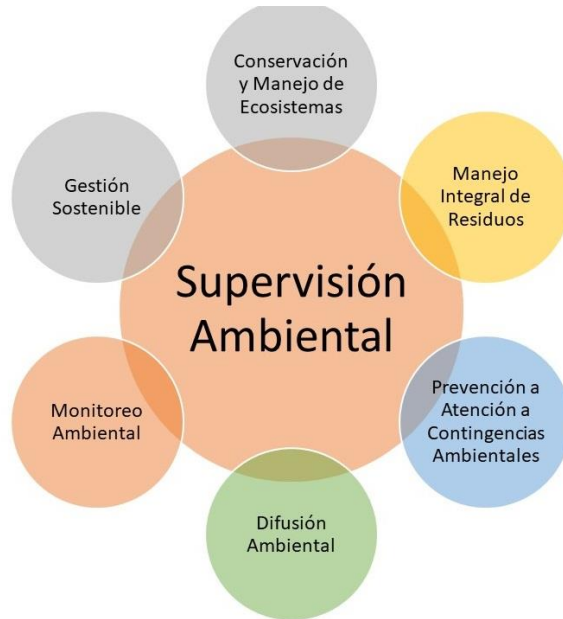 Conservación
y Manejo de
Ecosistemas
Manejo
Integral de
Residuos
Prevención a
Atención a
Contingencias
Ambientales
Difusión
Ambiental
Monitoreo
Ambiental
Gestión
Sostenible
Supervisión
Ambiental